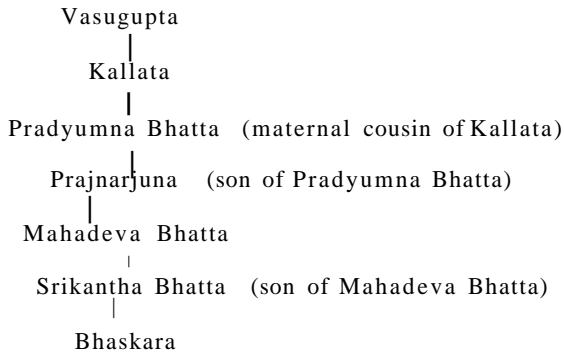 Vasugupta
Kallata
Pradyumna Bhatta (maternal cousin of Kallata)
Prajnarjuna (son of Pradyumna Bhatta)
Mahadeva Bhatta
Srikantha Bhatta (son of Mahadeva Bhatta)
Bhaskara